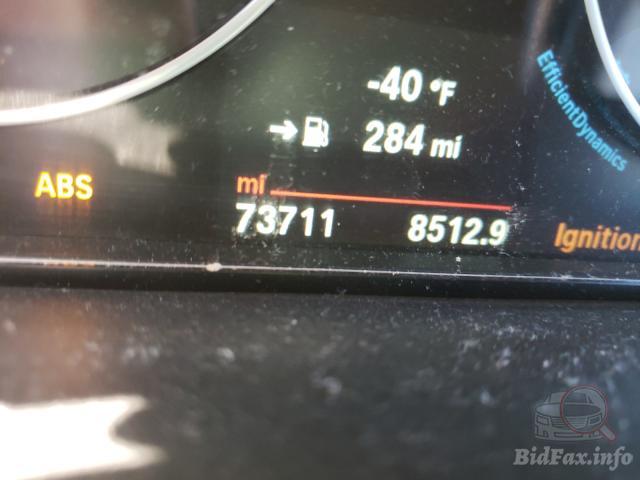 -40 °F
EfficientDynamics
284 mi
ABS
mi
73711 8512.9
Ignition
BidFax.info